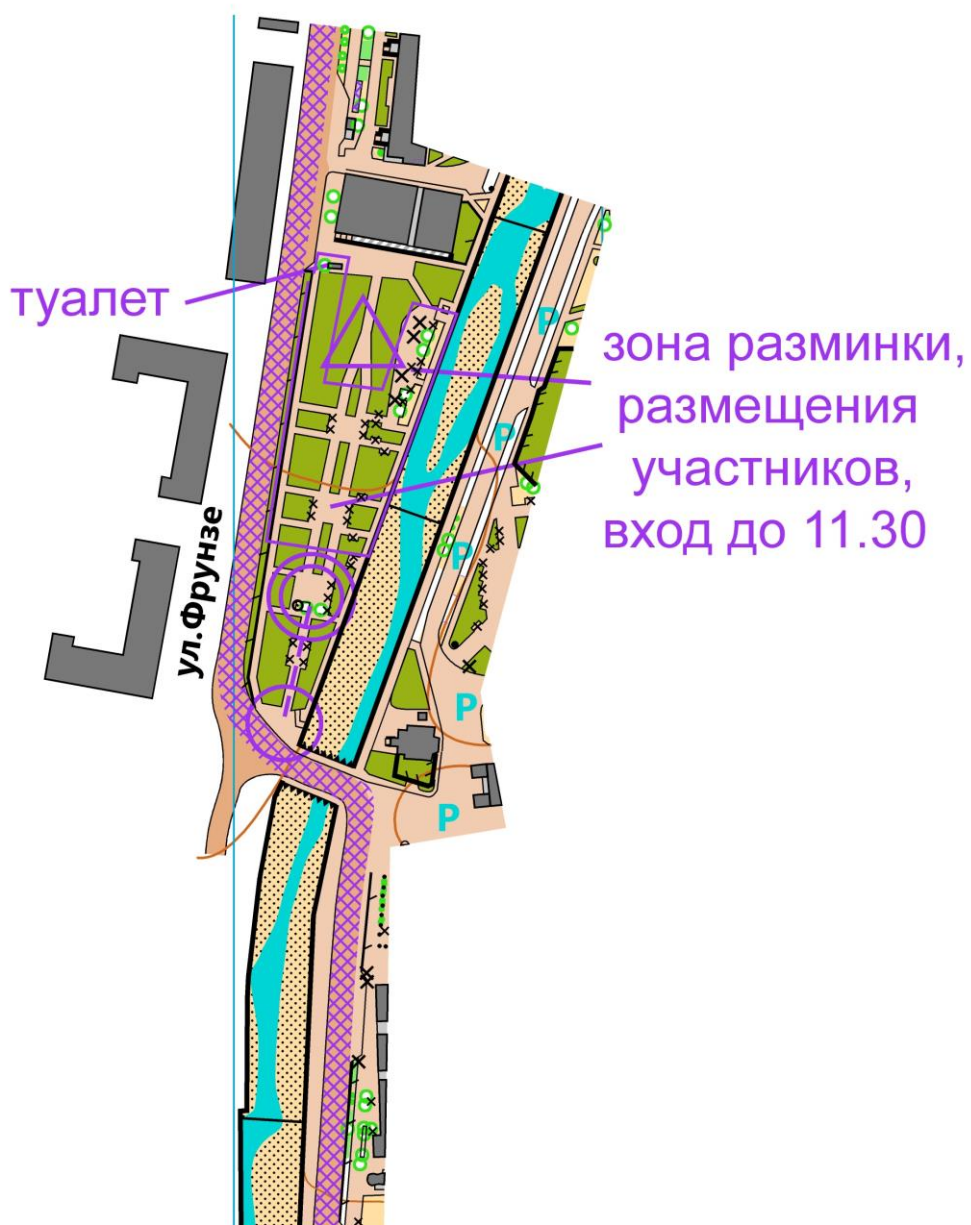 туалет
зона разминки,
размещения
участников,
вход до 11.30
ул.Фрунзе
P
P
P
P
P